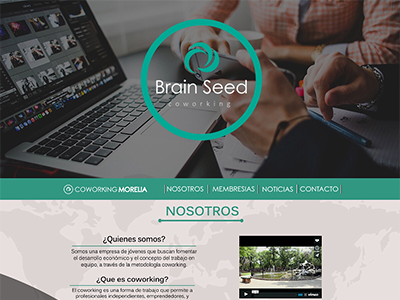 Brain Seed
coworking
COWORKING MORELIA
NOSOTROS | MEMBRESIAS | NOTICIAS | CONTACTO |
NOSOTROS
¿Quienes somos?
Somos una empresa de jóvenes que buscan fomentar
el desarrollo económico y el concepto del trabajo en
equipo, a través de la metodología coworking.
¿Que es coworking?
El coworking es una forma de trabajo que permite a
profesionales independientes, emprendedores, y